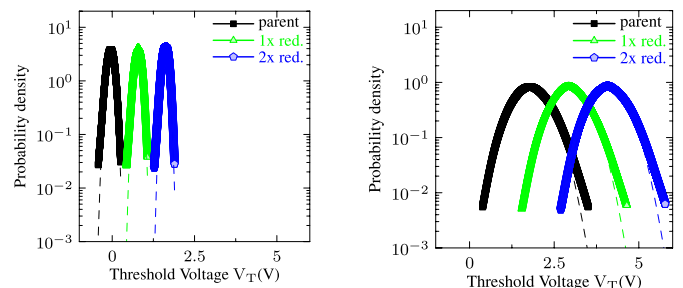 parent
1x red.
2x red.
10¹
10⁰
10⁻¹
10⁻²
10⁻³
Probability density
0 2.5 5
Threshold Voltage V_T(V)
parent
1x red.
2x red.
10¹
10⁰
10⁻¹
10⁻²
10⁻³
Probability density
0 2.5 5
Threshold Voltage V_T(V)